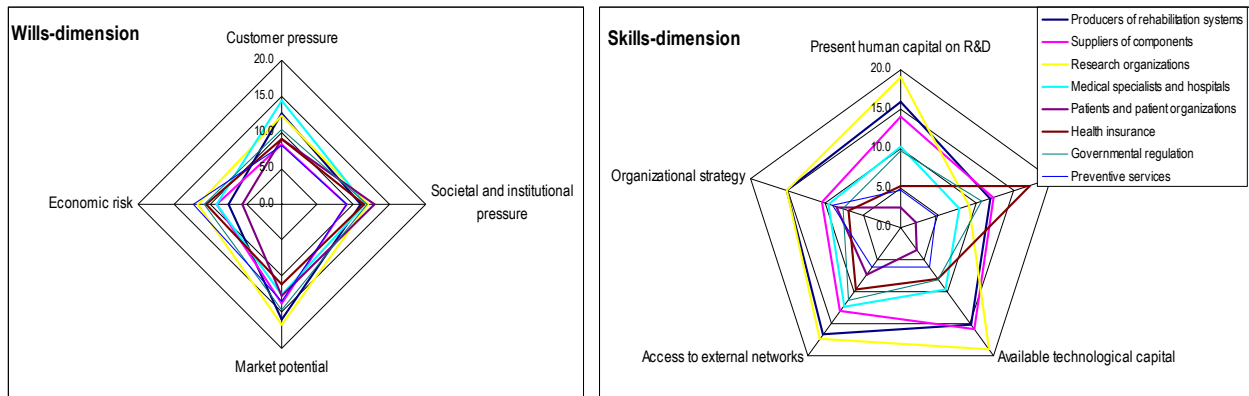 Wills-dimension
Customer pressure
20.0
15.0
10.0
5.0
0.0
Economic risk
Societal and institutional
pressure
Market potential
Skills-dimension
Present human capital on R&D
20.0
15.0
10.0
5.0
0.0
Organizational strategy
Access to external networks
Available technological capital
Producers of rehabilitation systems
Suppliers of components
Research organizations
Medical specialists and hospitals
Patients and patient organizations
Health insurance
Governmental regulation
Preventive services